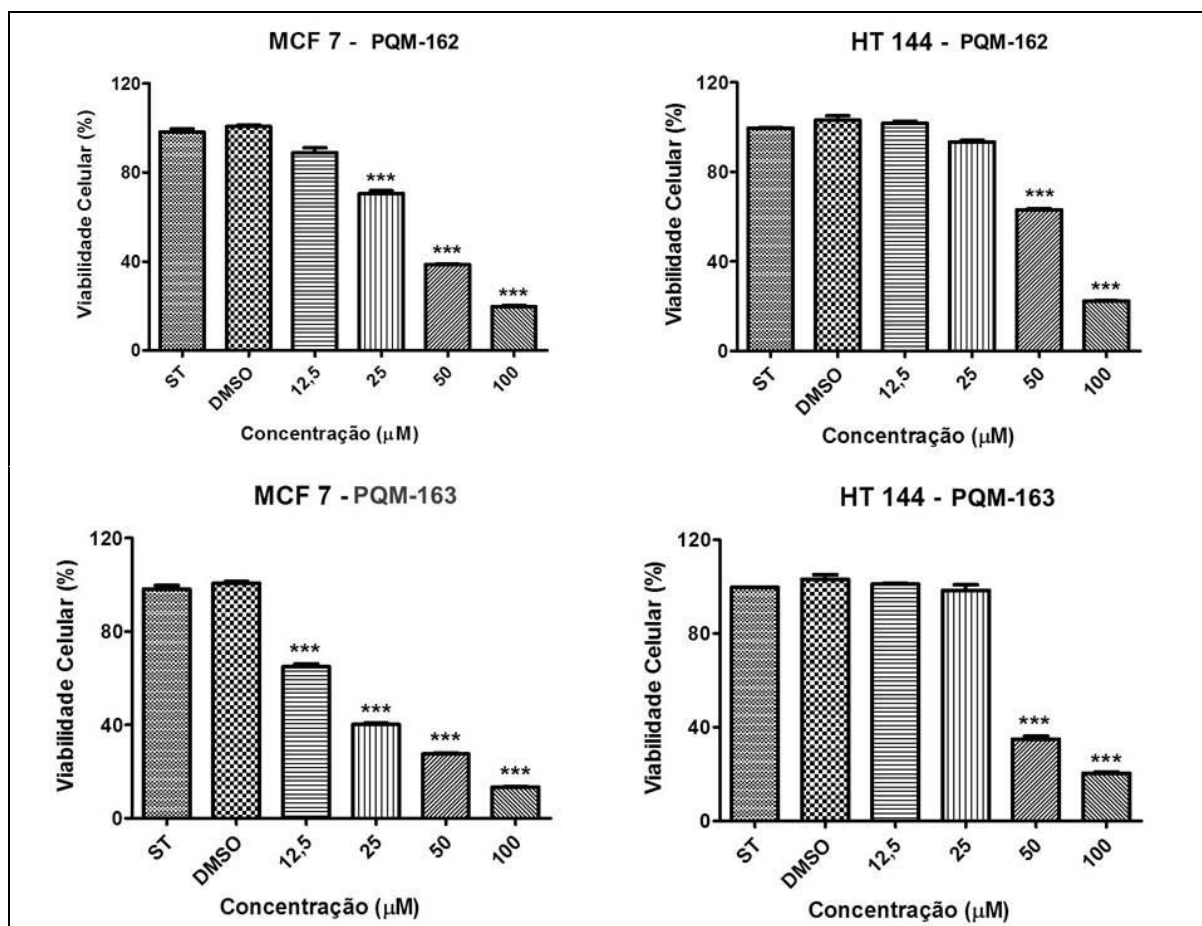 MCF 7 - PQM-162
Viabilidade Celular (%)
120
80
40
0
***
***
***
ST
DMSO
12,5
25
50
100
Concentração (µM)
HT 144 - PQM-162
Viabilidade Celular (%)
120
80
40
0
***
***
ST
DMSO
12,5
25
50
100
Concentração (µM)
MCF 7 - PQM-163
Viabilidade Celular (%)
120
80
40
0
***
***
***
***
ST
DMSO
12,5
25
50
100
Concentração (µM)
HT 144 - PQM-163
Viabilidade Celular (%)
120
80
40
0
***
***
ST
DMSO
12,5
25
50
100
Concentração (µM)